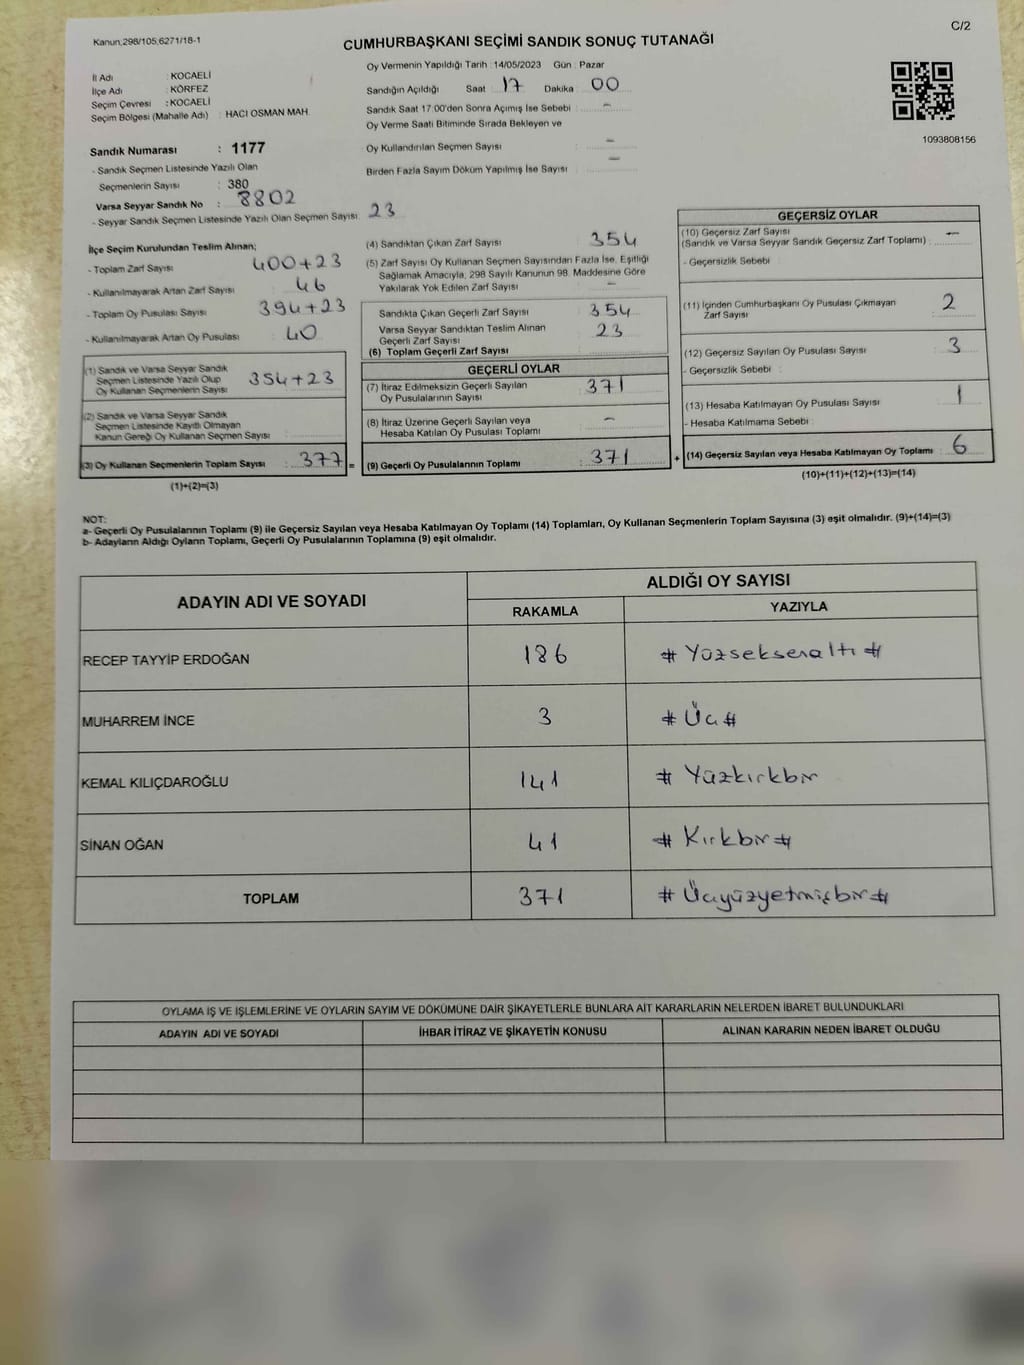 Kanun,298/105,6271/18-1
C/2
CUMHURBAŞKANI SEÇİMİ SANDIK SONUÇ TUTANAĞI
İl Adı : KOCAELİ
İlçe Adı : KÖRFEZ
Seçim Çevresi : KOCAELİ
Seçim Bölgesi (Mahalle Adı) : HACI OSMAN MAH.
Sandık Numarası : 1177
- Sandık Seçmen Listesinde Yazılı Olan
Seçmenlerin Sayısı : 380
Varsa Seyyar Sandık No : 8802
- Seyyar Sandık Seçmen Listesinde Yazılı Olan Seçmen Sayısı : 23
Oy Vermenin Yapıldığı Tarih : 14/05/2023 Gün : Pazar
Sandığın Açıldığı Saat 17 Dakika 00
Sandık Saat 17:00'den Sonra Açımış İse Sebebi : -
Oy Verme Saati Bitiminde Sırada Bekleyen ve
Oy Kullandırılan Seçmen Sayısı : -
Birden Fazla Sayım Döküm Yapılmış İse Sayısı : -
1093808156
İlçe Seçim Kurulundan Teslim Alınan;
- Toplam Zarf Sayısı : 400+23
- Kullanılmayarak Artan Zarf Sayısı : 46
- Toplam Oy Pusulası Sayısı : 394+23
- Kullanılmayarak Artan Oy Pusulası : 40
(1) Sandık ve Varsa Seyyar Sandık
Seçmen Listesinde Yazılı Olup
Oy Kullanan Seçmenlerin Sayısı : 354+23
(2) Sandık ve Varsa Seyyar Sandık
Seçmen Listesinde Kayıtlı Olmayan
Kanun Gereği Oy Kullanan Seçmen Sayısı :
(3) Oy Kullanan Seçmenlerin Toplam Sayısı : 377 =
(1)+(2)=(3)
(4) Sandıktan Çıkan Zarf Sayısı : 354
(5) Zarf Sayısı Oy Kullanan Seçmen Sayısından Fazla İse, Eşitliği
Sağlamak Amacıyla, 298 Sayılı Kanunun 98. Maddesine Göre
Yakılarak Yok Edilen Zarf Sayısı : -
Sandıkta Çıkan Geçerli Zarf Sayısı : 354
Varsa Seyyar Sandıktan Teslim Alınan
Geçerli Zarf Sayısı : 23
(6) Toplam Geçerli Zarf Sayısı :
GEÇERLİ OYLAR
(7) İtiraz Edilmeksizin Geçerli Sayılan
Oy Pusulalarının Sayısı : 371
(8) İtiraz Üzerine Geçerli Sayılan veya
Hesaba Katılan Oy Pusulası Toplamı : -
(9) Geçerli Oy Pusulalarının Toplamı : 371 +
GEÇERSİZ OYLAR
(10) Geçersiz Zarf Sayısı
(Sandık ve Varsa Seyyar Sandık Geçersiz Zarf Toplamı) : -
- Geçersizlik Sebebi :
(11) İçinden Cumhurbaşkanı Oy Pusulası Çıkmayan
Zarf Sayısı : 2
(12) Geçersiz Sayılan Oy Pusulası Sayısı : 3
- Geçersizlik Sebebi :
(13) Hesaba Katılmayan Oy Pusulası Sayısı : 1
- Hesaba Katılmama Sebebi :
(14) Geçersiz Sayılan veya Hesaba Katılmayan Oy Toplamı : 6
(10)+(11)+(12)+(13)=(14)
NOT:
a- Geçerli Oy Pusulalarının Toplamı (9) ile Geçersiz Sayılan veya Hesaba Katılmayan Oy Toplamı (14) Toplamları, Oy Kullanan Seçmenlerin Toplam Sayısına (3) eşit olmalıdır. (9)+(14)=(3)
b- Adayların Aldığı Oyların Toplamı, Geçerli Oy Pusulalarının Toplamına (9) eşit olmalıdır.
ADAYIN ADI VE SOYADI
ALDIĞI OY SAYISI
RAKAMLA YAZIYLA
RECEP TAYYİP ERDOĞAN 186 # Yüzseksenaltı #
MUHARREM İNCE 3 # Üç #
KEMAL KILIÇDAROĞLU 141 # Yüzkırkbir
SİNAN OĞAN 41 # Kırkbir #
TOPLAM 371 # Üçyüzyetmişbir #
OYLAMA İŞ VE İŞLEMLERİNE VE OYLARIN SAYIM VE DÖKÜMÜNE DAİR ŞİKAYETLERLE BUNLARA AİT KARARLARIN NELERDEN İBARET BULUNDUKLARI
ADAYIN ADI VE SOYADI İHBAR İTİRAZ VE ŞİKAYETİN KONUSU ALINAN KARARIN NEDEN İBARET OLDUĞU